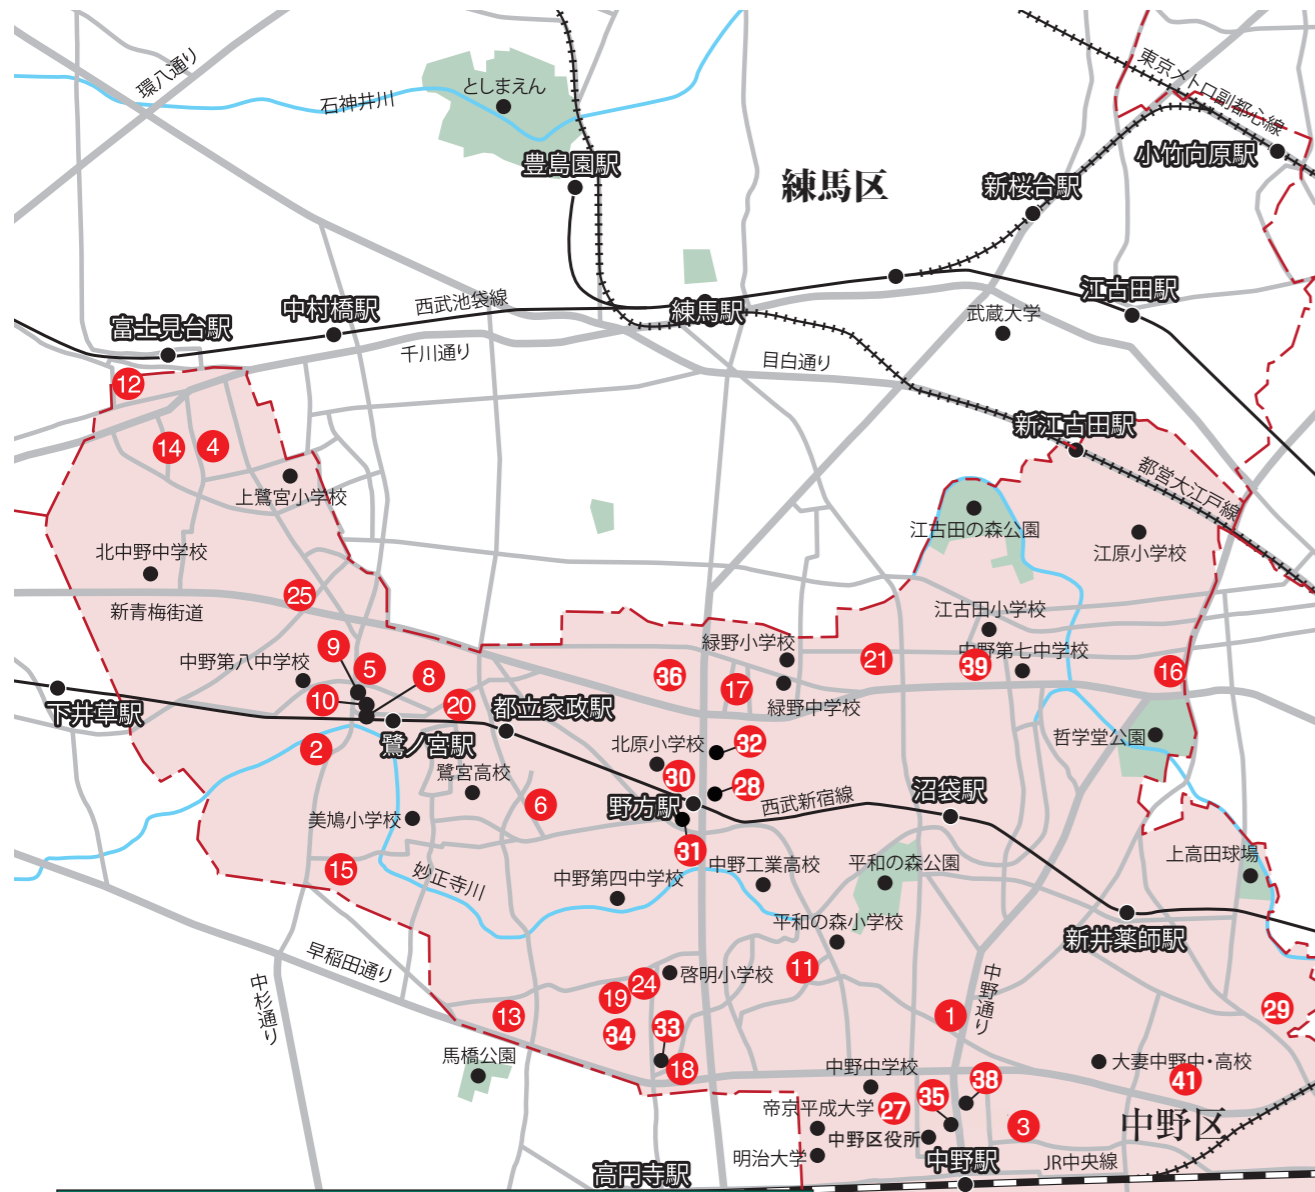 環八通り
石神井川
としまえん
東京メトロ副都心線
豊島園駅
練馬区
新桜台駅
小竹向原駅
富士見台駅
中村橋駅
西武池袋線
練馬駅
江古田駅
武蔵大学
千川通り
目白通り
12
14
4
新江古田駅
都営大江戸線
上鷺宮小学校
江古田の森公園
江原小学校
北中野中学校
25
新青梅街道
江古田小学校
9
5
8
中野第八中学校
緑野小学校
21
39
中野第七中学校
16
36
17
10
20
都立家政駅
緑野中学校
下井草駅
鷺ノ宮駅
2
北原小学校
32
哲学堂公園
鷺宮高校
30
28
6
野方駅
西武新宿線
沼袋駅
美鳩小学校
31
15
妙正寺川
中野第四中学校
中野工業高校
平和の森公園
上高田球場
平和の森小学校
新井薬師駅
早稲田通り
中杉通り
24
啓明小学校
11
中野通り
19
13
34
33
1
29
馬橋公園
18
中野中学校
大妻中野中・高校
38
41
帝京平成大学
27
35
3
中野区
中野区役所
明治大学
中野駅
JR中央線
高円寺駅